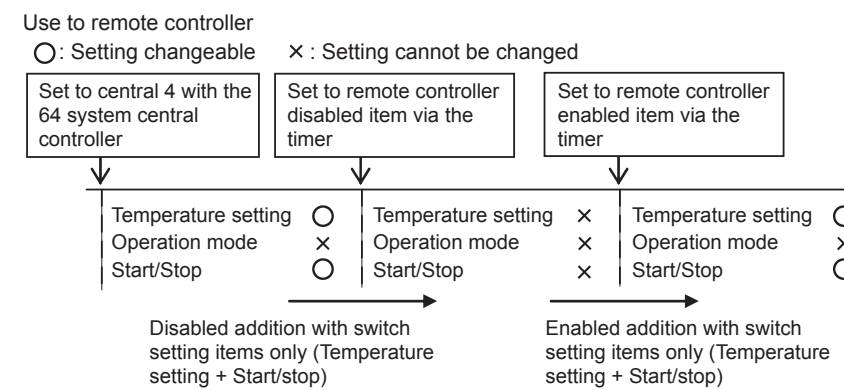 Use to remote controller
○: Setting changeable × : Setting cannot be changed
Set to central 4 with the
64 system central
controller
Set to remote controller
disabled item via the
timer
Set to remote controller
enabled item via the
timer
Temperature setting ○
Operation mode ×
Start/Stop ○
Temperature setting ×
Operation mode ×
Start/Stop ×
Temperature setting ○
Operation mode ×
Start/Stop ○
Disabled addition with switch
setting items only (Temperature
setting + Start/stop)
Enabled addition with switch
setting items only (Temperature
setting + Start/stop)